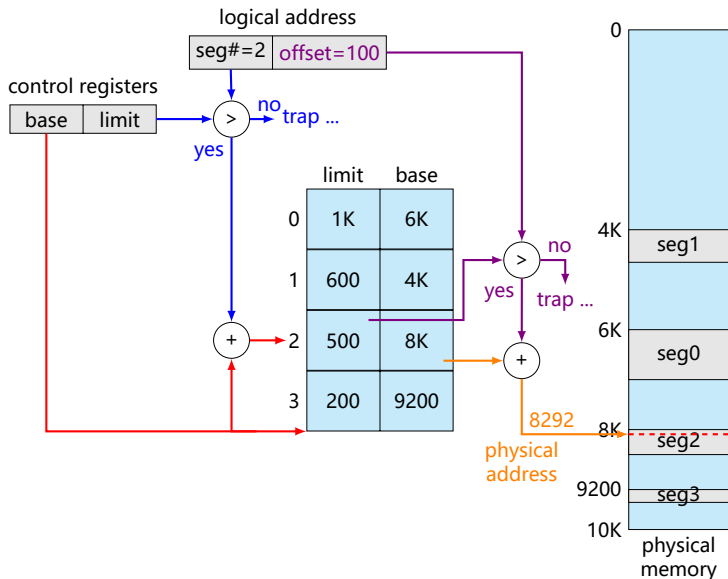 logical address
seg#=2 offset=100
control registers
base limit
>
no
trap ...
yes
limit base
0 1K 6K
1 600 4K
2 500 8K
3 200 9200
+
>
no
yes
trap ...
+
8292
physical
address
0
4K
seg1
6K
seg0
8K
seg2
9200
seg3
10K
physical
memory